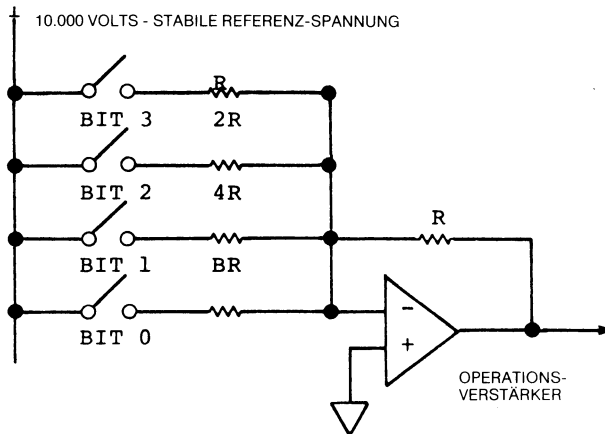 10.000 VOLTS - STABILE REFERENZ-SPANNUNG
R
BIT 3 2R
BIT 2 4R
R
BIT 1 BR
BIT 0
-
+
OPERATIONS-
VERSTÄRKER